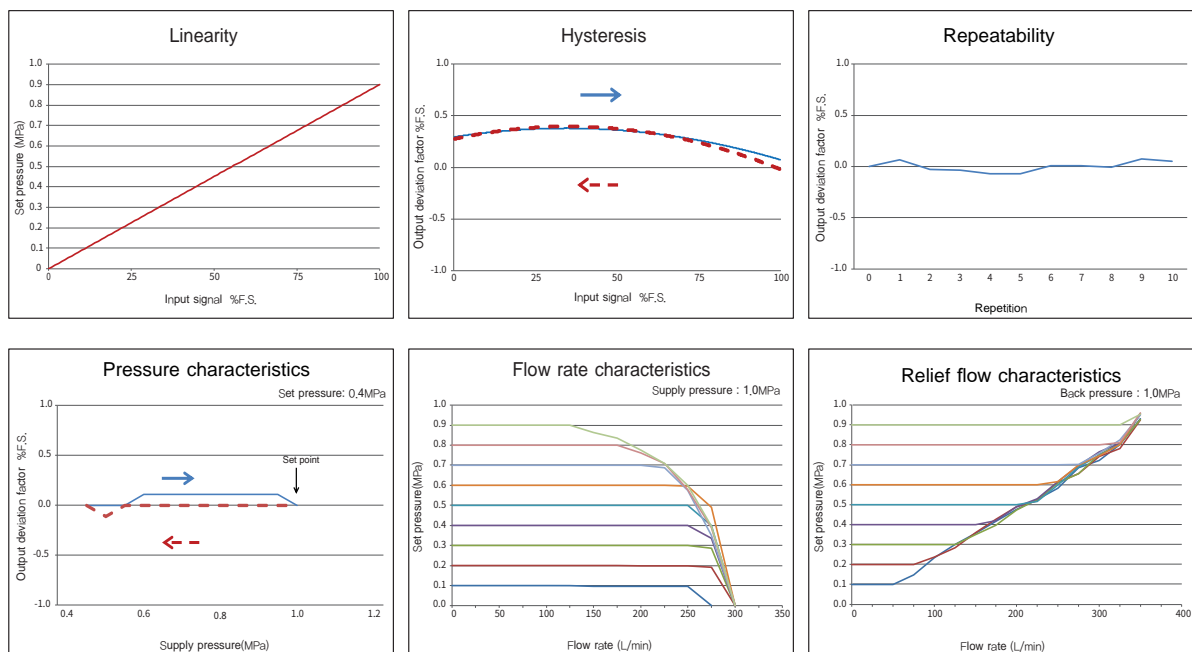 Linearity
Set pressure (MPa)
1.0
0.9
0.8
0.7
0.6
0.5
0.4
0.3
0.2
0.1
0
0 25 50 75 100
Input signal %F.S.
Hysteresis
Output deviation factor %F.S.
1.0
0.5
0.0
-0.5
-1.0
0 25 50 75 100
Input signal %F.S.
Repeatability
Output deviation factor %F.S.
1.0
0.5
0.0
-0.5
-1.0
0 1 2 3 4 5 6 7 8 9 10
Repetition
Pressure characteristics
Set pressure: 0.4MPa
Output deviation factor %F.S.
1.0
0.5
0.0
-0.5
-1.0
Set point
0.4 0.6 0.8 1.0 1.2
Supply pressure(MPa)
Flow rate characteristics
Supply pressure : 1.0MPa
Set pressure(MPa)
1.0
0.9
0.8
0.7
0.6
0.5
0.4
0.3
0.2
0.1
0.0
0 50 100 150 200 250 300 350
Flow rate (L/min)
Relief flow characteristics
Back pressure : 1.0MPa
Set pressure(MPa)
1.0
0.9
0.8
0.7
0.6
0.5
0.4
0.3
0.2
0.1
0.0
0 50 100 150 200 250 300 350 400
Flow rate (L/min)